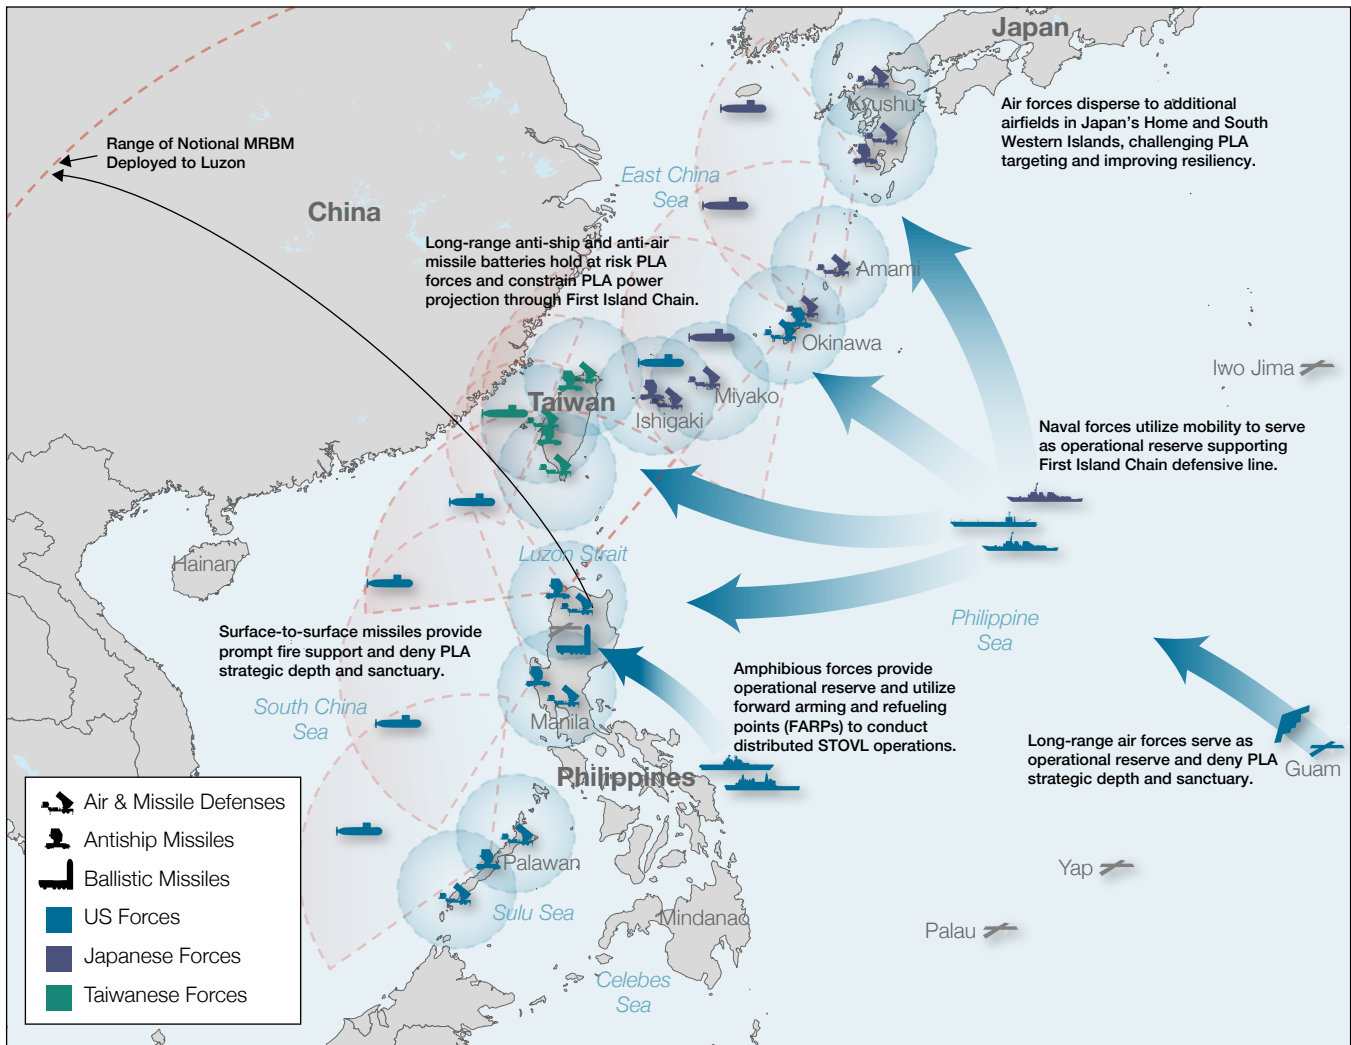 Japan
Kyushu
Air forces disperse to additional
airfields in Japan's Home and South
Western Islands, challenging PLA
targeting and improving resiliency.
Range of Notional MRBM
Deployed to Luzon
East China
Sea
China
Long-range anti-ship and anti-air
missile batteries hold at risk PLA
forces and constrain PLA power
projection through First Island Chain.
Amami
Okinawa
Iwo Jima
Miyako
Taiwan
Ishigaki
Naval forces utilize mobility to serve
as operational reserve supporting
First Island Chain defensive line.
Luzon Strait
Hainan
Philippine
Sea
Surface-to-surface missiles provide
prompt fire support and deny PLA
strategic depth and sanctuary.
Amphibious forces provide
operational reserve and utilize
forward arming and refueling
points (FARPs) to conduct
distributed STOVL operations.
South China
Sea
Manila
Long-range air forces serve as
operational reserve and deny PLA
strategic depth and sanctuary.
Guam
Philippines
Palawan
Yap
Sulu Sea
Mindanao
Palau
Celebes
Sea
Air & Missile Defenses
Antiship Missiles
Ballistic Missiles
US Forces
Japanese Forces
Taiwanese Forces